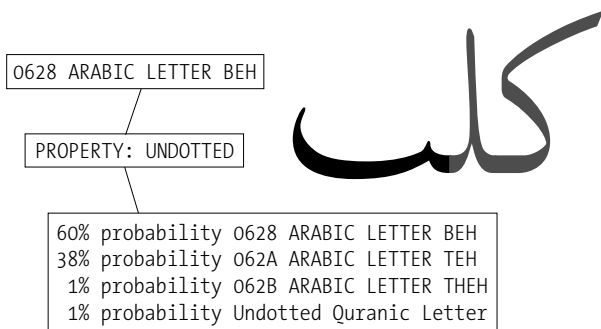 0628 ARABIC LETTER BEH
كلٮ
PROPERTY: UNDOTTED
60% probability 0628 ARABIC LETTER BEH
38% probability 062A ARABIC LETTER TEH
1% probability 062B ARABIC LETTER THEH
1% probability Undotted Quranic Letter